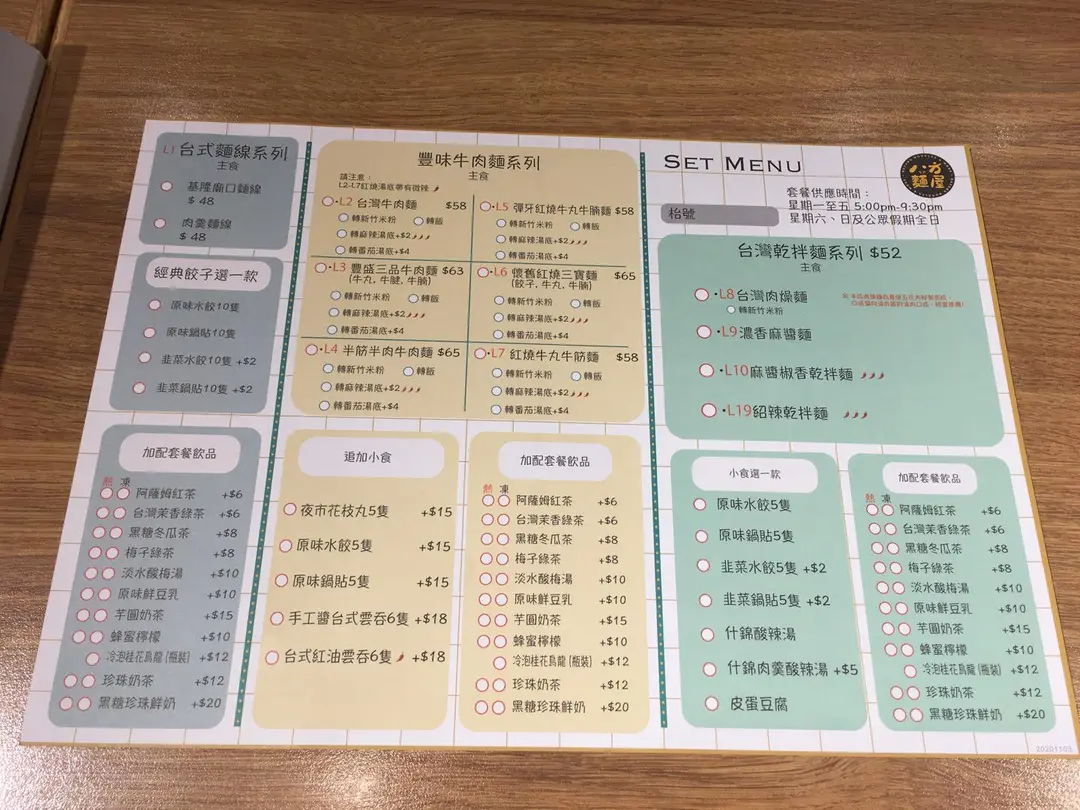 L1 台式麵線系列
主食
基隆廟口麵線
$ 48
肉羹麵線
$ 48
經典餃子選一款
原味水餃10隻
原味鍋貼10隻
韭菜水餃10隻 +$2
韭菜鍋貼10隻 +$2
加配套餐飲品
熱 凍
阿薩姆紅茶 +$6
台灣茉香綠茶 +$6
黑糖冬瓜茶 +$8
梅子綠茶 +$8
淡水酸梅湯 +$10
原味鮮豆乳 +$10
芋圓奶茶 +$15
蜂蜜檸檬 +$10
冷泡桂花烏龍 (瓶裝) +$12
珍珠奶茶 +$12
黑糖珍珠鮮奶 +$20
豐味牛肉麵系列
主食
請注意：
L2-L7紅燒湯底帶有微辣
L2 台灣牛肉麵 $58
轉新竹米粉 轉飯
轉麻辣湯底+$2
轉番茄湯底+$4
L3 豐盛三品牛肉麵 $63
(牛丸, 牛腱, 牛腩)
轉新竹米粉 轉飯
轉麻辣湯底+$2
轉番茄湯底+$4
L4 半筋半肉牛肉麵 $65
轉新竹米粉 轉飯
轉麻辣湯底+$2
轉番茄湯底+$4
L5 彈牙紅燒牛丸牛腩麵 $58
轉新竹米粉 轉飯
轉麻辣湯底+$2
轉番茄湯底+$4
L6 懷舊紅燒三寶麵 $65
(餃子, 牛丸, 牛腩)
轉新竹米粉 轉飯
轉麻辣湯底+$2
轉番茄湯底+$4
L7 紅燒牛丸牛筋麵 $58
轉新竹米粉 轉飯
轉麻辣湯底+$2
轉番茄湯底+$4
追加小食
夜市花枝丸5隻 +$15
原味水餃5隻 +$15
原味鍋貼5隻 +$15
手工醬台式雲吞6隻 +$18
台式紅油雲吞6隻 +$18
加配套餐飲品
熱 凍
阿薩姆紅茶 +$6
台灣茉香綠茶 +$6
黑糖冬瓜茶 +$8
梅子綠茶 +$8
淡水酸梅湯 +$10
原味鮮豆乳 +$10
芋圓奶茶 +$15
蜂蜜檸檬 +$10
冷泡桂花烏龍 (瓶裝) +$12
珍珠奶茶 +$12
黑糖珍珠鮮奶 +$20
SET MENU
八方
麵屋
套餐供應時間：
星期一至五 5:00pm-9:30pm
星期六、日及公眾假期全日
枱號
台灣乾拌麵系列 $52
主食
L8台灣肉燥麵
轉新竹米粉
L9濃香麻醬麵
L10麻醬椒香乾拌麵
L19紹辣乾拌麵
小食選一款
原味水餃5隻
原味鍋貼5隻
韭菜水餃5隻 +$2
韭菜鍋貼5隻 +$2
什錦酸辣湯
什錦肉羹酸辣湯 +$5
皮蛋豆腐
加配套餐飲品
熱 凍
阿薩姆紅茶 +$6
台灣茉香綠茶 +$6
黑糖冬瓜茶 +$8
梅子綠茶 +$8
淡水酸梅湯 +$10
原味鮮豆乳 +$10
芋圓奶茶 +$15
蜂蜜檸檬 +$10
冷泡桂花烏龍 (瓶裝) +$12
珍珠奶茶 +$12
黑糖珍珠鮮奶 +$20
20201103